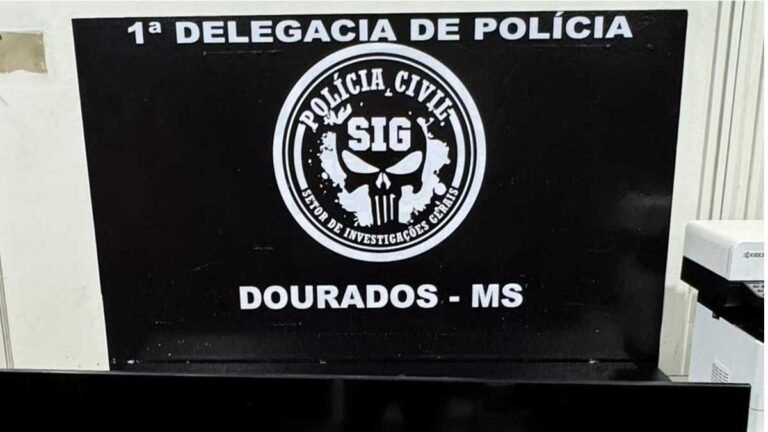 1ª DELEGACIA DE POLÍCIA
POLÍCIA CIVIL
SIG
SETOR DE INVESTIGAÇÕES GERAIS
DOURADOS - MS